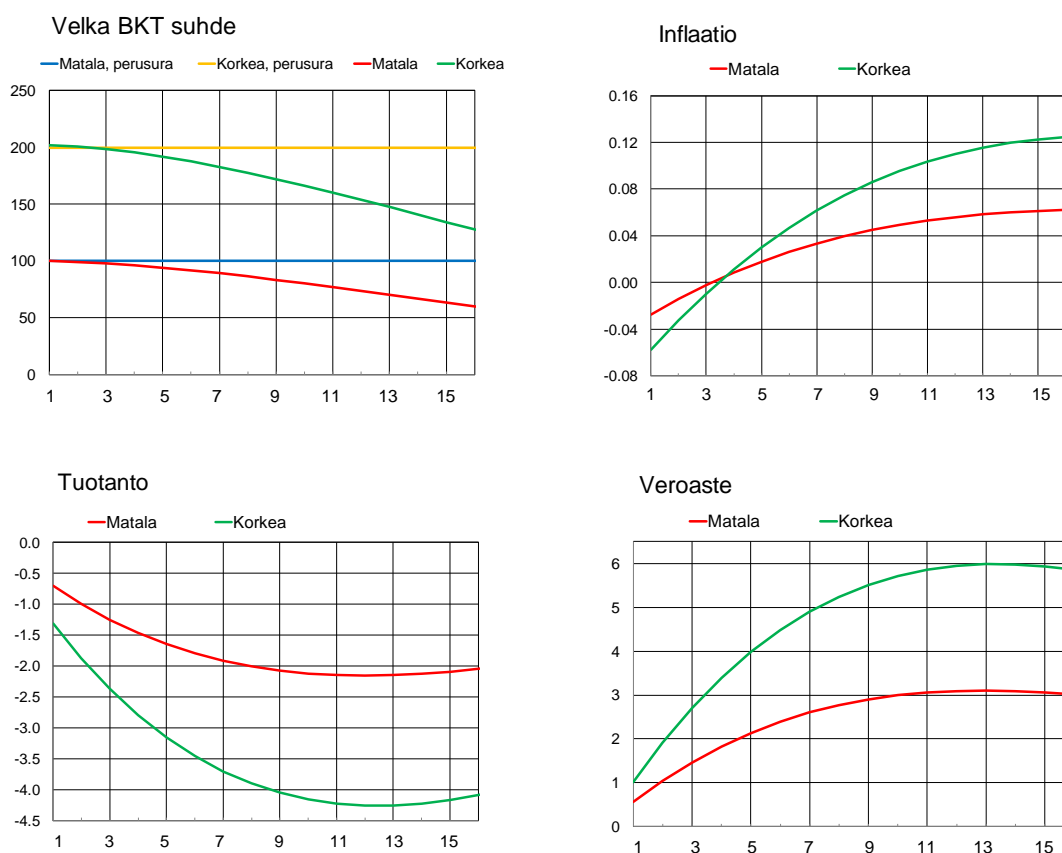 Velka BKT suhde
Matala, perusura Korkea, perusura Matala Korkea
250
200
150
100
50
0
1 3 5 7 9 11 13 15
Inflaatio
Matala Korkea
0.16
0.12
0.08
0.04
0.00
-0.04
-0.08
1 3 5 7 9 11 13 15
Tuotanto
Matala Korkea
0.0
-0.5
-1.0
-1.5
-2.0
-2.5
-3.0
-3.5
-4.0
-4.5
1 3 5 7 9 11 13 15
Veroaste
Matala Korkea
6
5
4
3
2
1
0
1 3 5 7 9 11 13 15